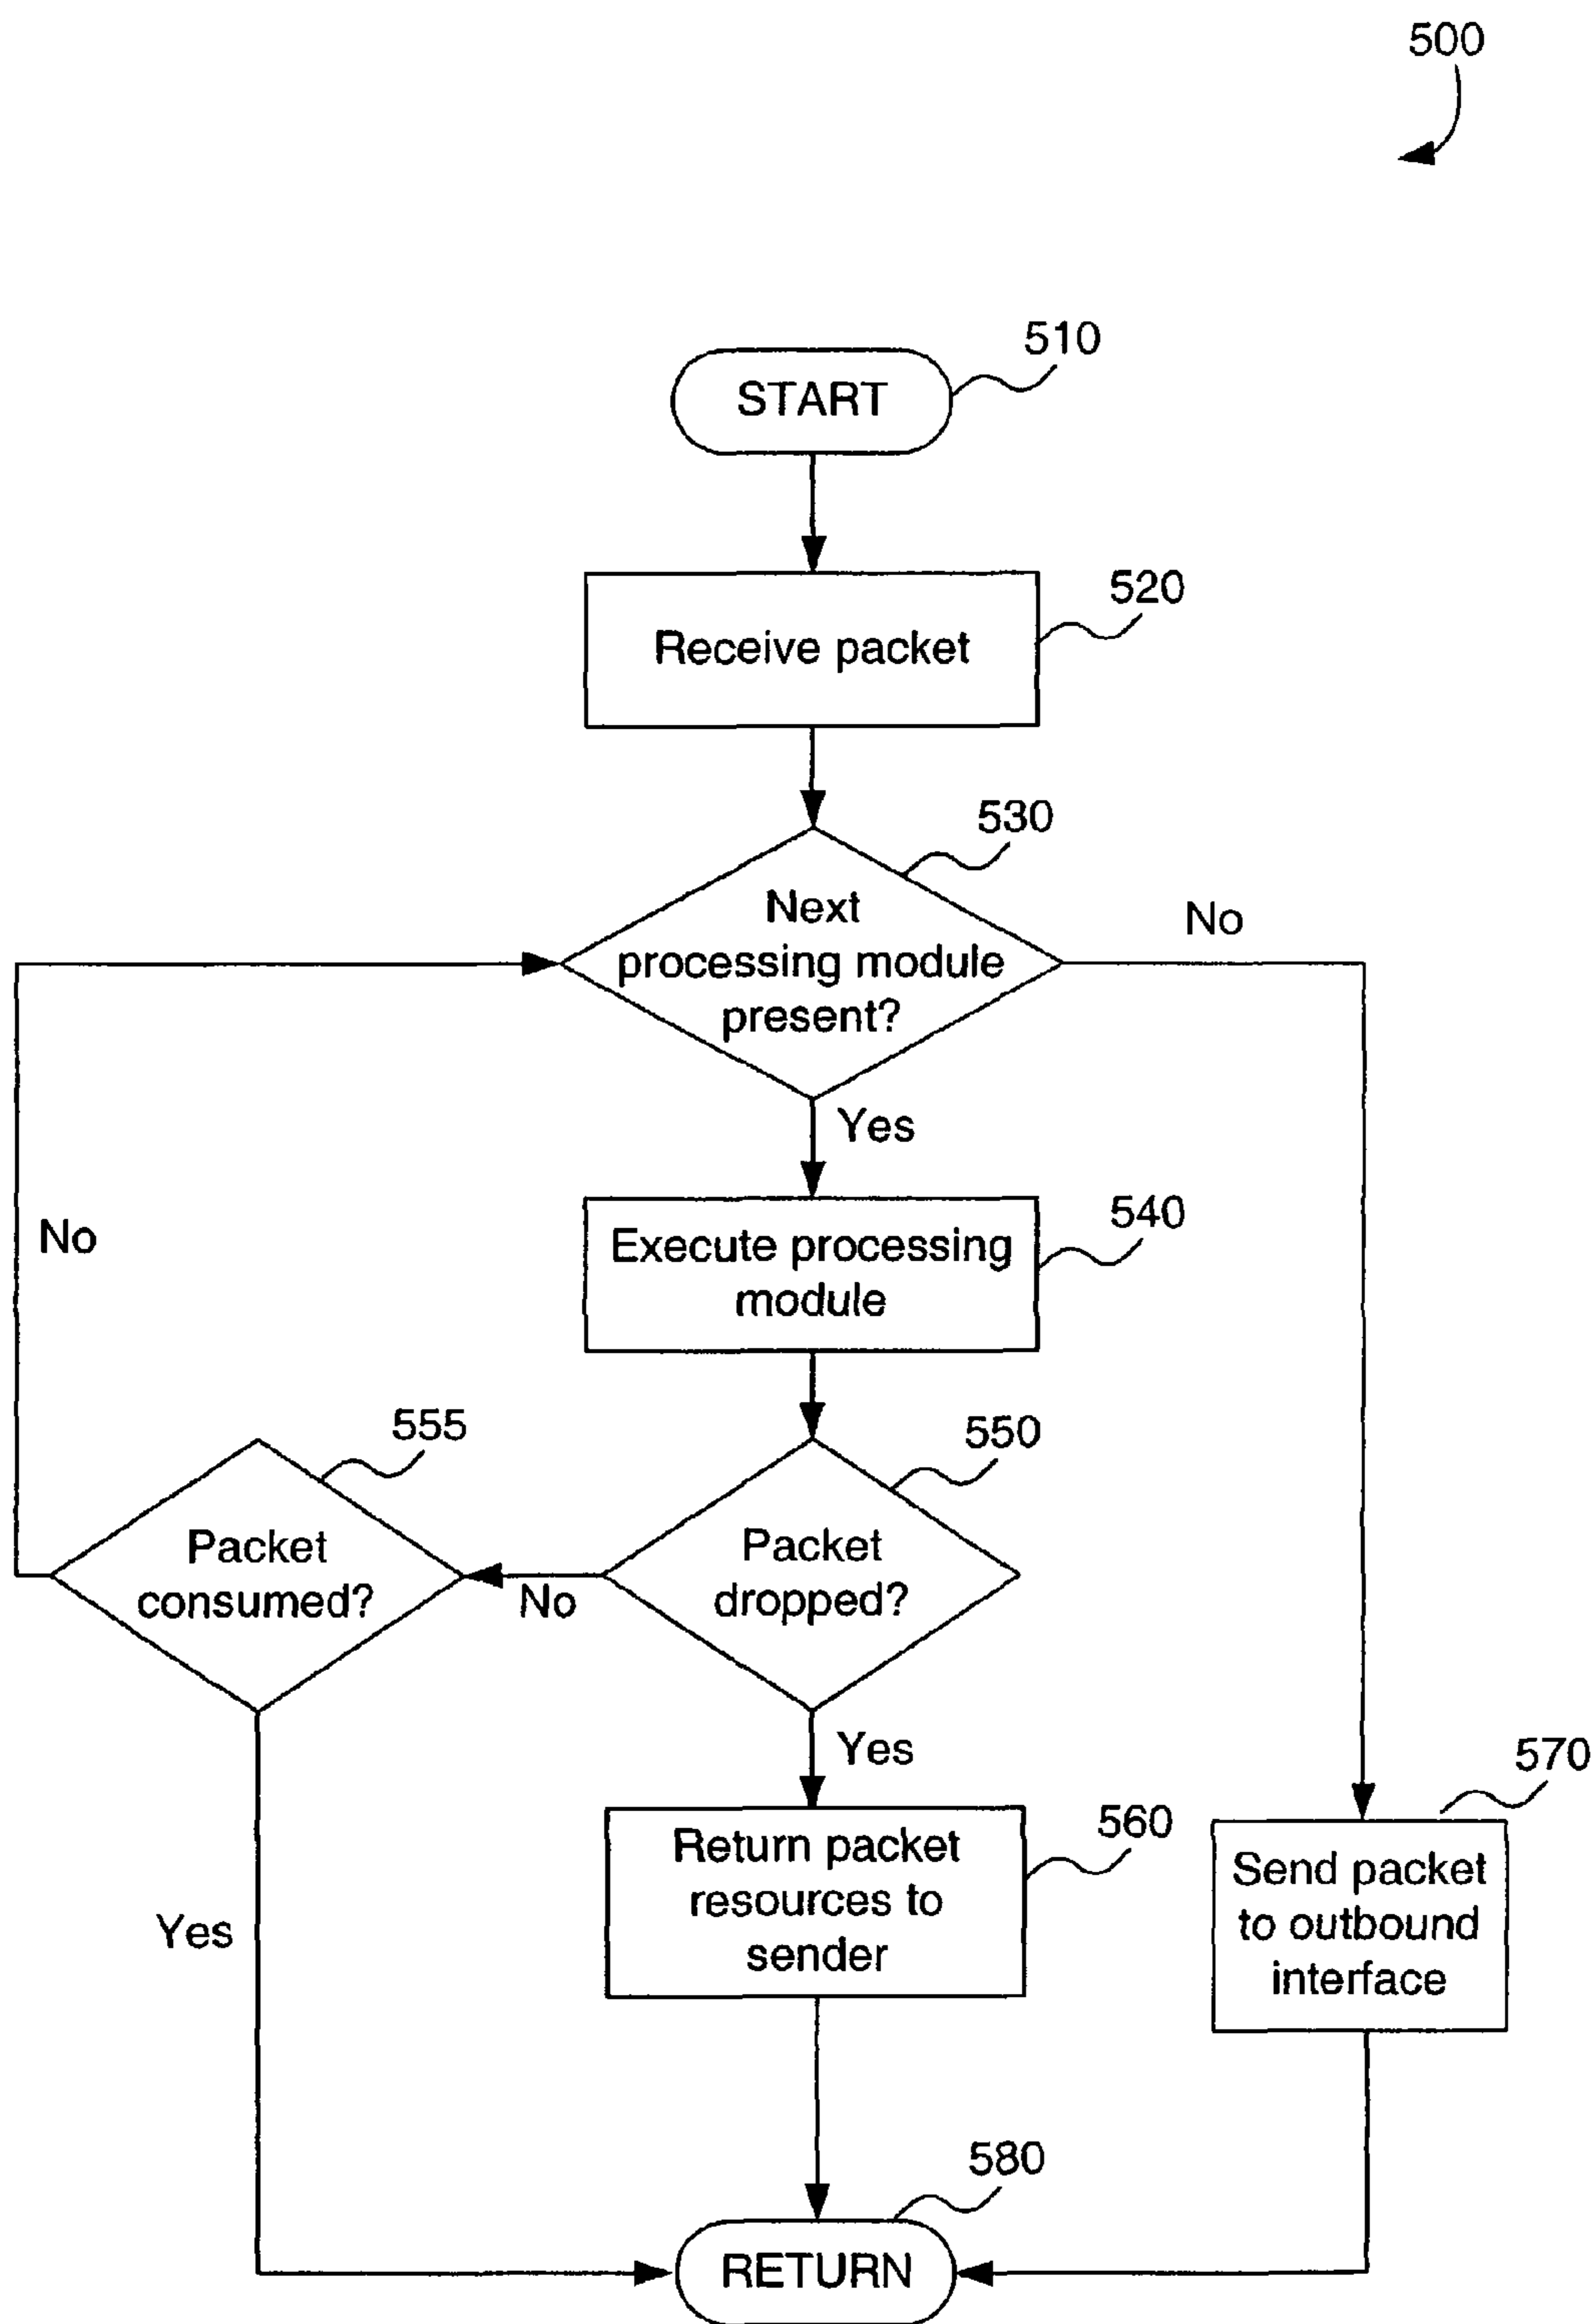 500
START
510
Receive packet
520
530
Next
processing module
present?
No
Yes
No
Execute processing
module
540
555
550
Packet
consumed?
No
Packet
dropped?
Yes
Yes
Return packet
resources to
sender
560
570
Send packet
to outbound
interface
580
RETURN